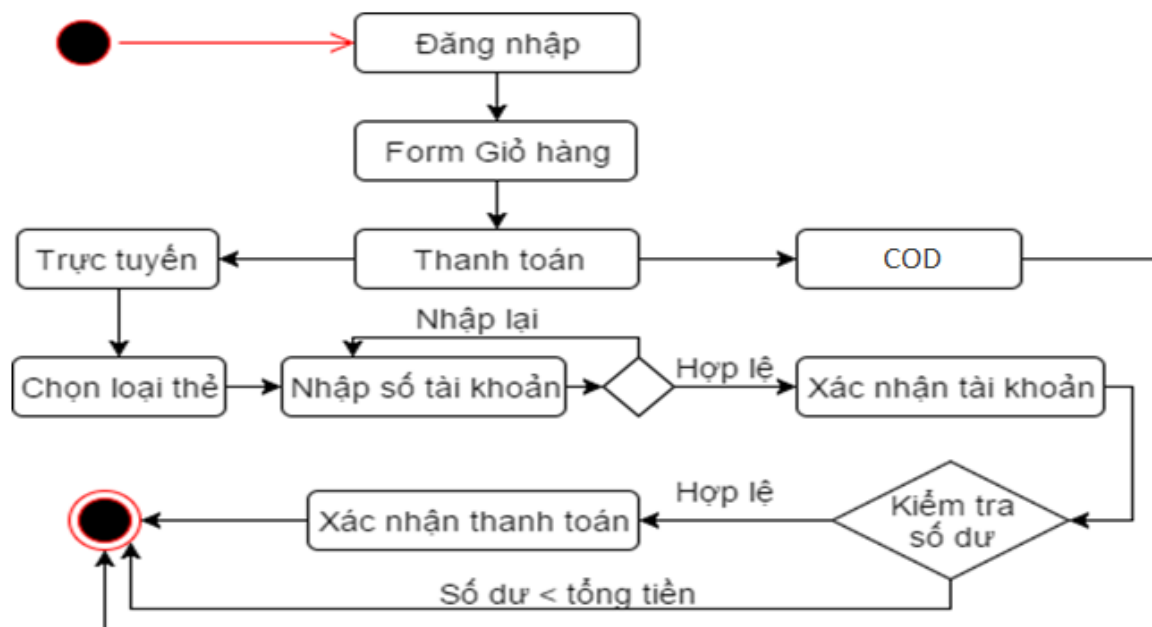 Đăng nhập
Form Giỏ hàng
Trực tuyến
Thanh toán
COD
Nhập lại
Chọn loại thẻ
Nhập số tài khoản
Hợp lệ
Xác nhận tài khoản
Xác nhận thanh toán
Hợp lệ
Kiểm tra
số dư
Số dư < tổng tiền